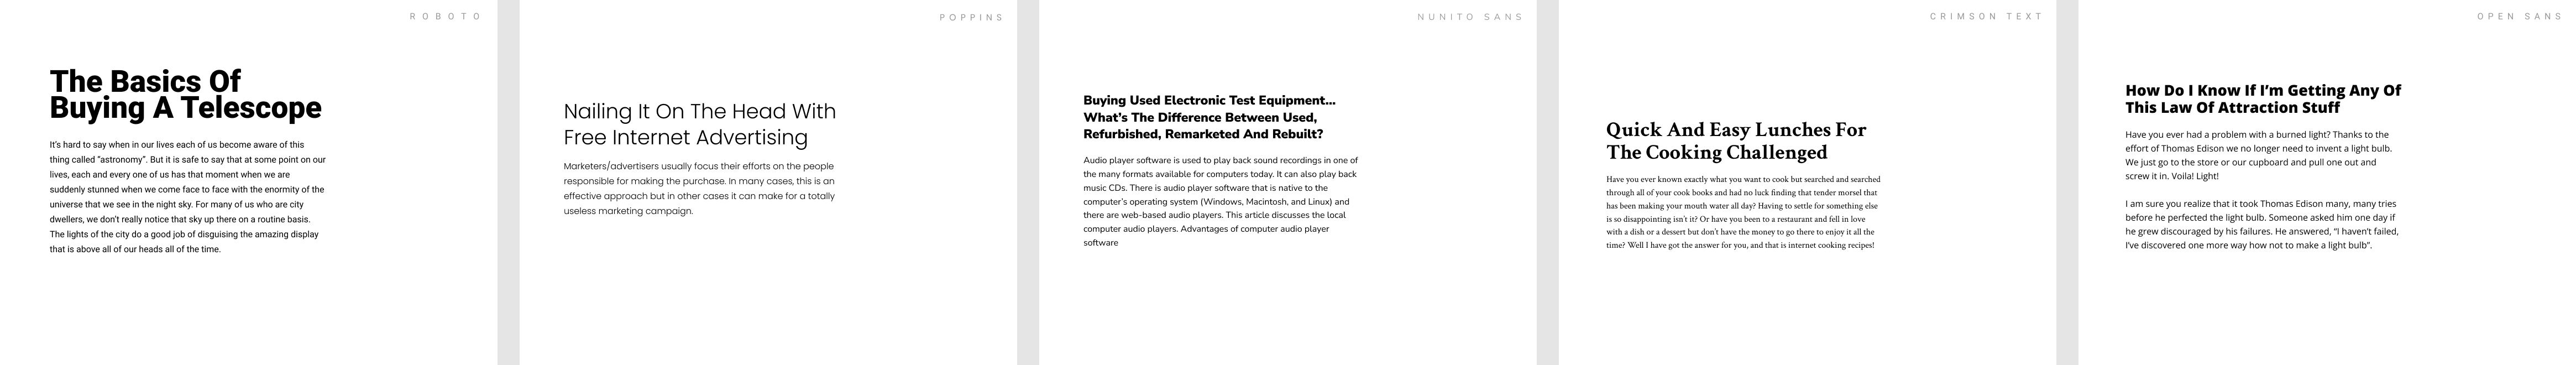 ROBOTO
The Basics Of
Buying A Telescope
It's hard to say when in our lives each of us become aware of this
thing called "astronomy". But it is safe to say that at some point on our
lives, each and every one of us has that moment when we are
suddenly stunned when we come face to face with the enormity of the
universe that we see in the night sky. For many of us who are city
dwellers, we don't really notice that sky up there on a routine basis.
The lights of the city do a good job of disguising the amazing display
that is above all of our heads all of the time.
POPPINS
Nailing It On The Head With
Free Internet Advertising
Marketers/advertisers usually focus their efforts on the people
responsible for making the purchase. In many cases, this is an
effective approach but in other cases it can make for a totally
useless marketing campaign.
NUNITO SANS
Buying Used Electronic Test Equipment...
What's The Difference Between Used,
Refurbished, Remarketed And Rebuilt?
Audio player software is used to play back sound recordings in one of
the many formats available for computers today. It can also play back
music CDs. There is audio player software that is native to the
computer's operating system (Windows, Macintosh, and Linux) and
there are web-based audio players. This article discusses the local
computer audio players. Advantages of computer audio player
software
CRIMSON TEXT
Quick And Easy Lunches For
The Cooking Challenged
Have you ever known exactly what you want to cook but searched and searched
through all of your cook books and had no luck finding that tender morsel that
has been making your mouth water all day? Having to settle for something else
is so disappointing isn't it? Or have you been to a restaurant and fell in love
with a dish or a dessert but don't have the money to go there to enjoy it all the
time? Well I have got the answer for you, and that is internet cooking recipes!
OPEN SANS
How Do I Know If I'm Getting Any Of
This Law Of Attraction Stuff
Have you ever had a problem with a burned light? Thanks to the
effort of Thomas Edison we no longer need to invent a light bulb.
We just go to the store or our cupboard and pull one out and
screw it in. Voila! Light!
I am sure you realize that it took Thomas Edison many, many tries
before he perfected the light bulb. Someone asked him one day if
he grew discouraged by his failures. He answered, "I haven't failed,
I've discovered one more way how not to make a light bulb".